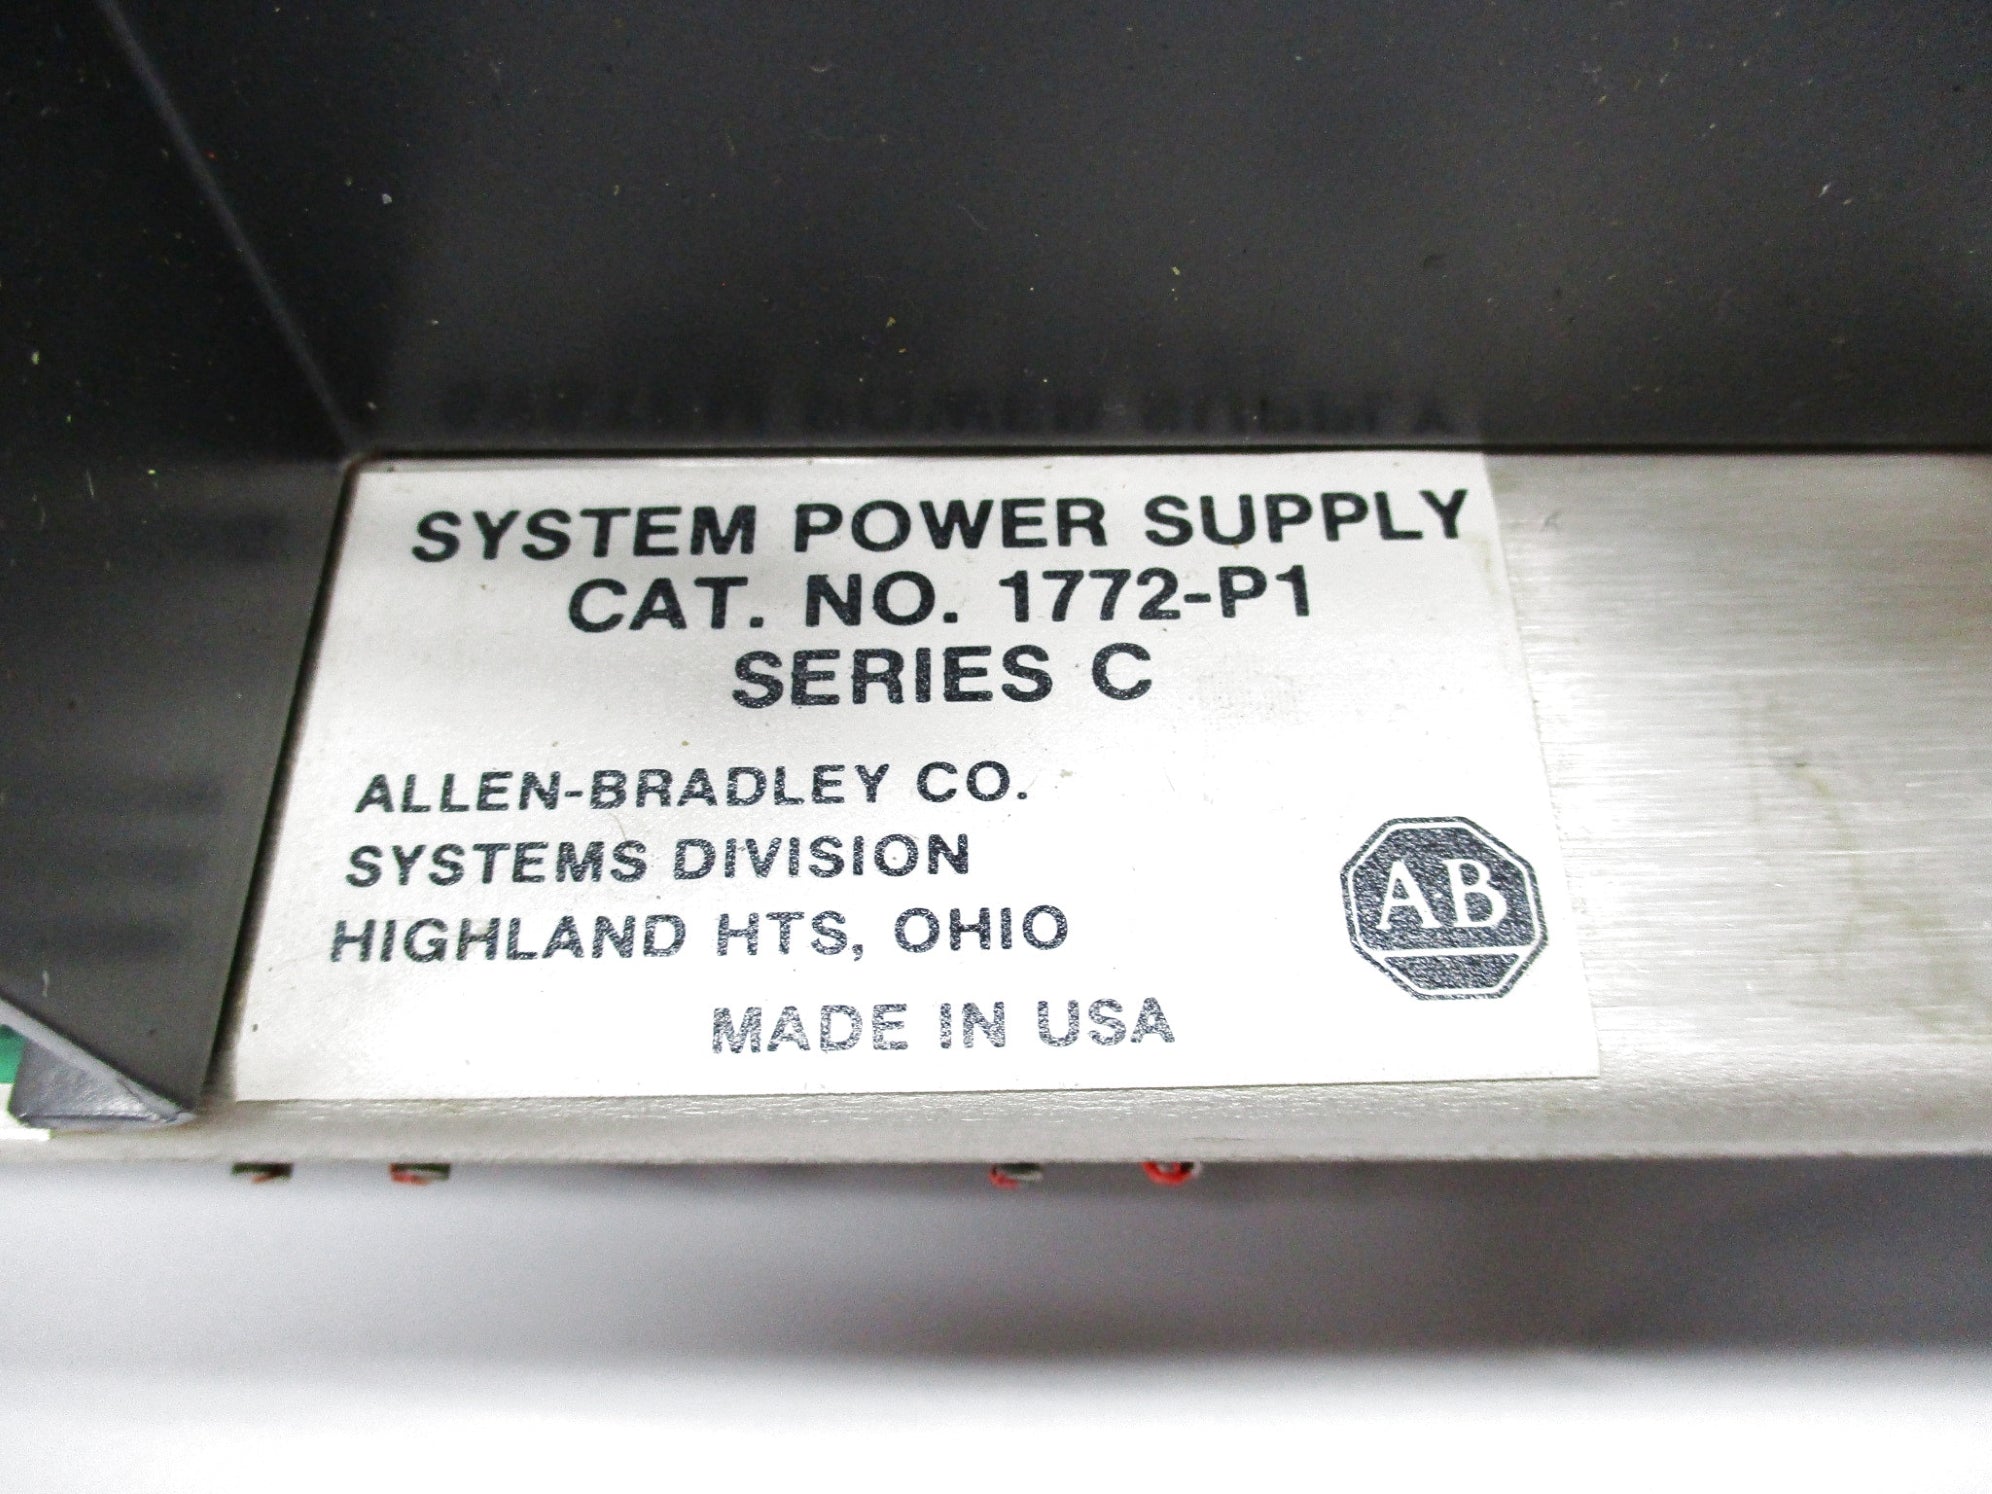 SYSTEM POWER SUPPLY
CAT. NO. 1772-P1
SERIES C
ALLEN-BRADLEY CO.
SYSTEMS DIVISION
HIGHLAND HTS, OHIO
MADE IN USA
AB